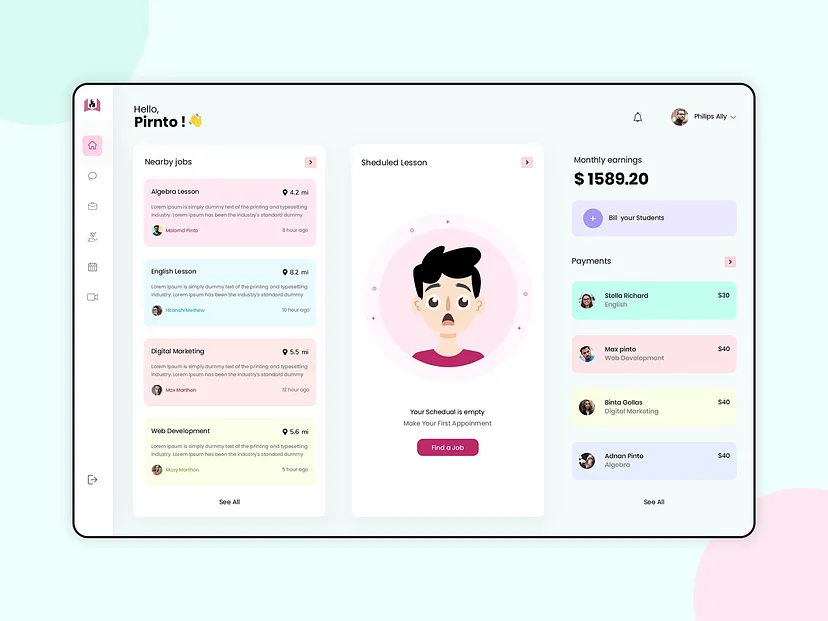 Hello,
Pirnto !
Philips Ally
Nearby jobs
Algebra Lesson
4.2 mi
Lorem Ipsum is simply dummy text of the printing and typesetting
industry. Lorem Ipsum has been the industry's standard dummy
Malomd Pinto
8 hour ago
English Lesson
8.2 mi
Lorem Ipsum is simply dummy text of the printing and typesetting
industry. Lorem Ipsum has been the industry's standard dummy
Hitanshi Methew
10 hour ago
Digital Marketing
5.5 mi
Lorem Ipsum is simply dummy text of the printing and typesetting
industry. Lorem Ipsum has been the industry's standard dummy
Max Marthon
12 hour ago
Web Development
5.6 mi
Lorem Ipsum is simply dummy text of the printing and typesetting
industry. Lorem Ipsum has been the industry's standard dummy
Maxy Marthon
5 hour ago
See All
Sheduled Lesson
Your Schedual is empty
Make Your First Appoinment
Find a Job
Monthly earnings
$ 1589.20
Bill your Students
Payments
Stella Richard
$30
English
Max pinto
$40
Web Development
Binta Gollas
$40
Digital Marketing
Adnan Pinto
$40
Algebra
See All